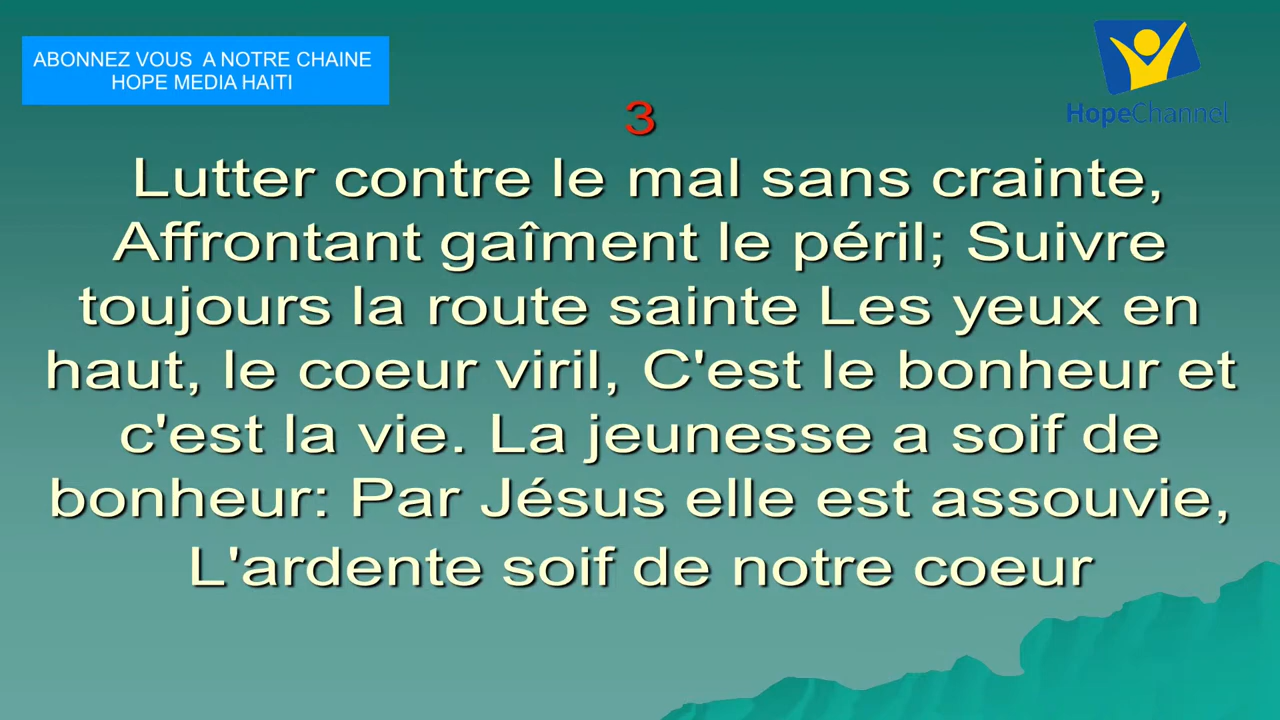 ABONNEZ VOUS A NOTRE CHAINE
HOPE MEDIA HAITI
HopeChannel
3
Lutter contre le mal sans crainte,
Affrontant gaîment le péril; Suivre
toujours la route sainte Les yeux en
haut, le coeur viril, C'est le bonheur et
c'est la vie. La jeunesse a soif de
bonheur: Par Jésus elle est assouvie,
L'ardente soif de notre coeur